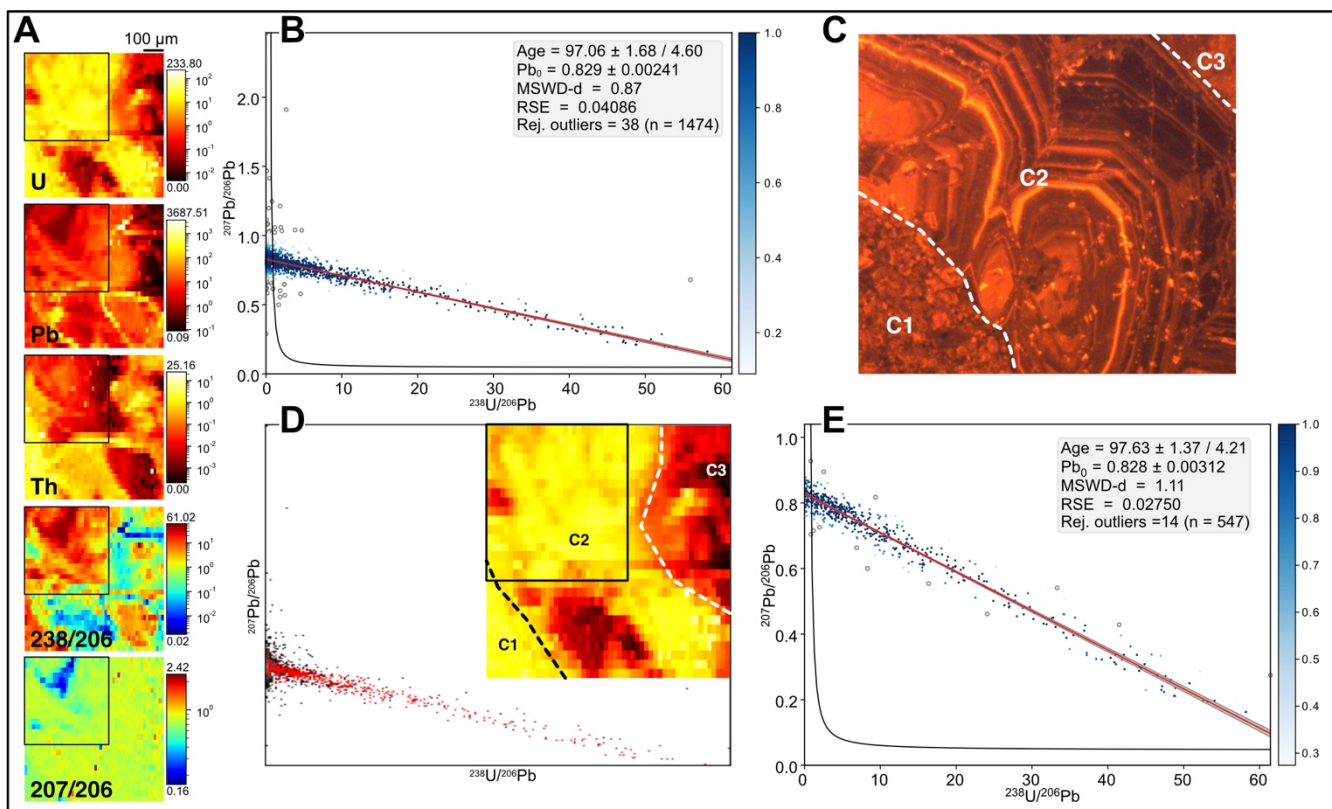 A
100 µm
233.80
10²
10¹
10⁰
10⁻¹
10⁻²
0.00
U
3687.51
10³
10²
10¹
10⁰
10⁻¹
0.09
Pb
25.16
10¹
10⁰
10⁻¹
10⁻²
10⁻³
0.00
Th
61.02
10¹
10⁰
10⁻¹
0.02
238/206
2.42
10⁰
0.16
207/206
B
Age = 97.06 ± 1.68 / 4.60
Pb₀ = 0.829 ± 0.00241
MSWD-d = 0.87
RSE = 0.04086
Rej. outliers = 38 (n = 1474)
2.0
1.5
1.0
0.5
0.0
²⁰⁷Pb/²⁰⁶Pb
0 10 20 30 40 50 60
²³⁸U/²⁰⁶Pb
1.0
0.8
0.6
0.4
0.2
C
C3
C2
C1
D
C3
C2
C1
²⁰⁷Pb/²⁰⁶Pb
²³⁸U/²⁰⁶Pb
E
Age = 97.63 ± 1.37 / 4.21
Pb₀ = 0.828 ± 0.00312
MSWD-d = 1.11
RSE = 0.02750
Rej. outliers =14 (n = 547)
1.0
0.8
0.6
0.4
0.2
0.0
²⁰⁷Pb/²⁰⁶Pb
0 10 20 30 40 50 60
²³⁸U/²⁰⁶Pb
1.0
0.9
0.8
0.7
0.6
0.5
0.4
0.3